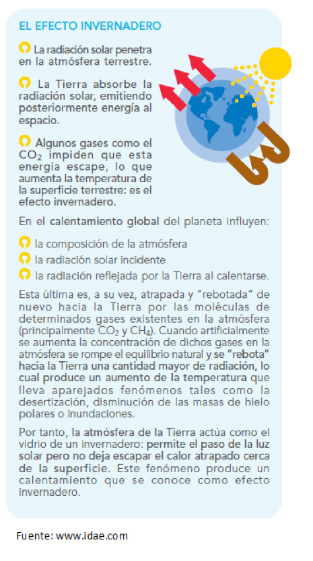 EL EFECTO INVERNADERO
La radiación solar penetra
en la atmósfera terrestre.
La Tierra absorbe la
radiación solar, emitiendo
posteriormente energía al
espacio.
Algunos gases como el
CO₂ impiden que esta
energía escape, lo que
aumenta la temperatura de
la superficie terrestre: es el
efecto invernadero.
En el calentamiento global del planeta influyen:
la composición de la atmósfera
la radiación solar incidente
la radiación reflejada por la Tierra al calentarse.
Esta última es, a su vez, atrapada y “rebotada” de
nuevo hacia la Tierra por las moléculas de
determinados gases existentes en la atmósfera
(principalmente CO₂ y CH₄). Cuando artificialmente
se aumenta la concentración de dichos gases en la
atmósfera se rompe el equilibrio natural y se “rebota”
hacia la Tierra una cantidad mayor de radiación, lo
cual produce un aumento de la temperatura que
lleva aparejados fenómenos tales como la
desertización, disminución de las masas de hielo
polares o inundaciones.
Por tanto, la atmósfera de la Tierra actúa como el
vidrio de un invernadero: permite el paso de la luz
solar pero no deja escapar el calor atrapado cerca
de la superficie. Este fenómeno produce un
calentamiento que se conoce como efecto
invernadero.
Fuente: www.idae.com